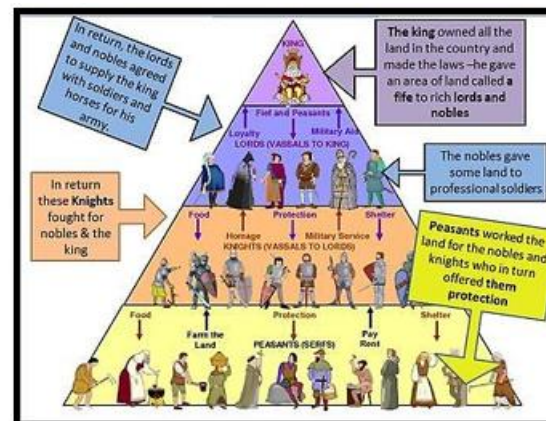 In return, the lords
and nobles agreed
to supply the king
with soldiers and
horses for his
army.
The king owned all the
land in the country and
made the laws –he gave
an area of land called a
fife to rich lords and
nobles
KING
Fief and Peasants
Loyalty
Military Aid
LORDS (VASSALS TO KING)
The nobles gave
some land to
professional soldiers
In return
these Knights
fought for
nobles & the
king
Food
Protection
Shelter
Homage
Military Service
KNIGHTS (VASSALS TO LORDS)
Peasants worked the
land for the nobles and
knights who in turn
offered them
protection
Food
Protection
Shelter
Farm the
Land
Pay
Rent
PEASANTS (SERFS)